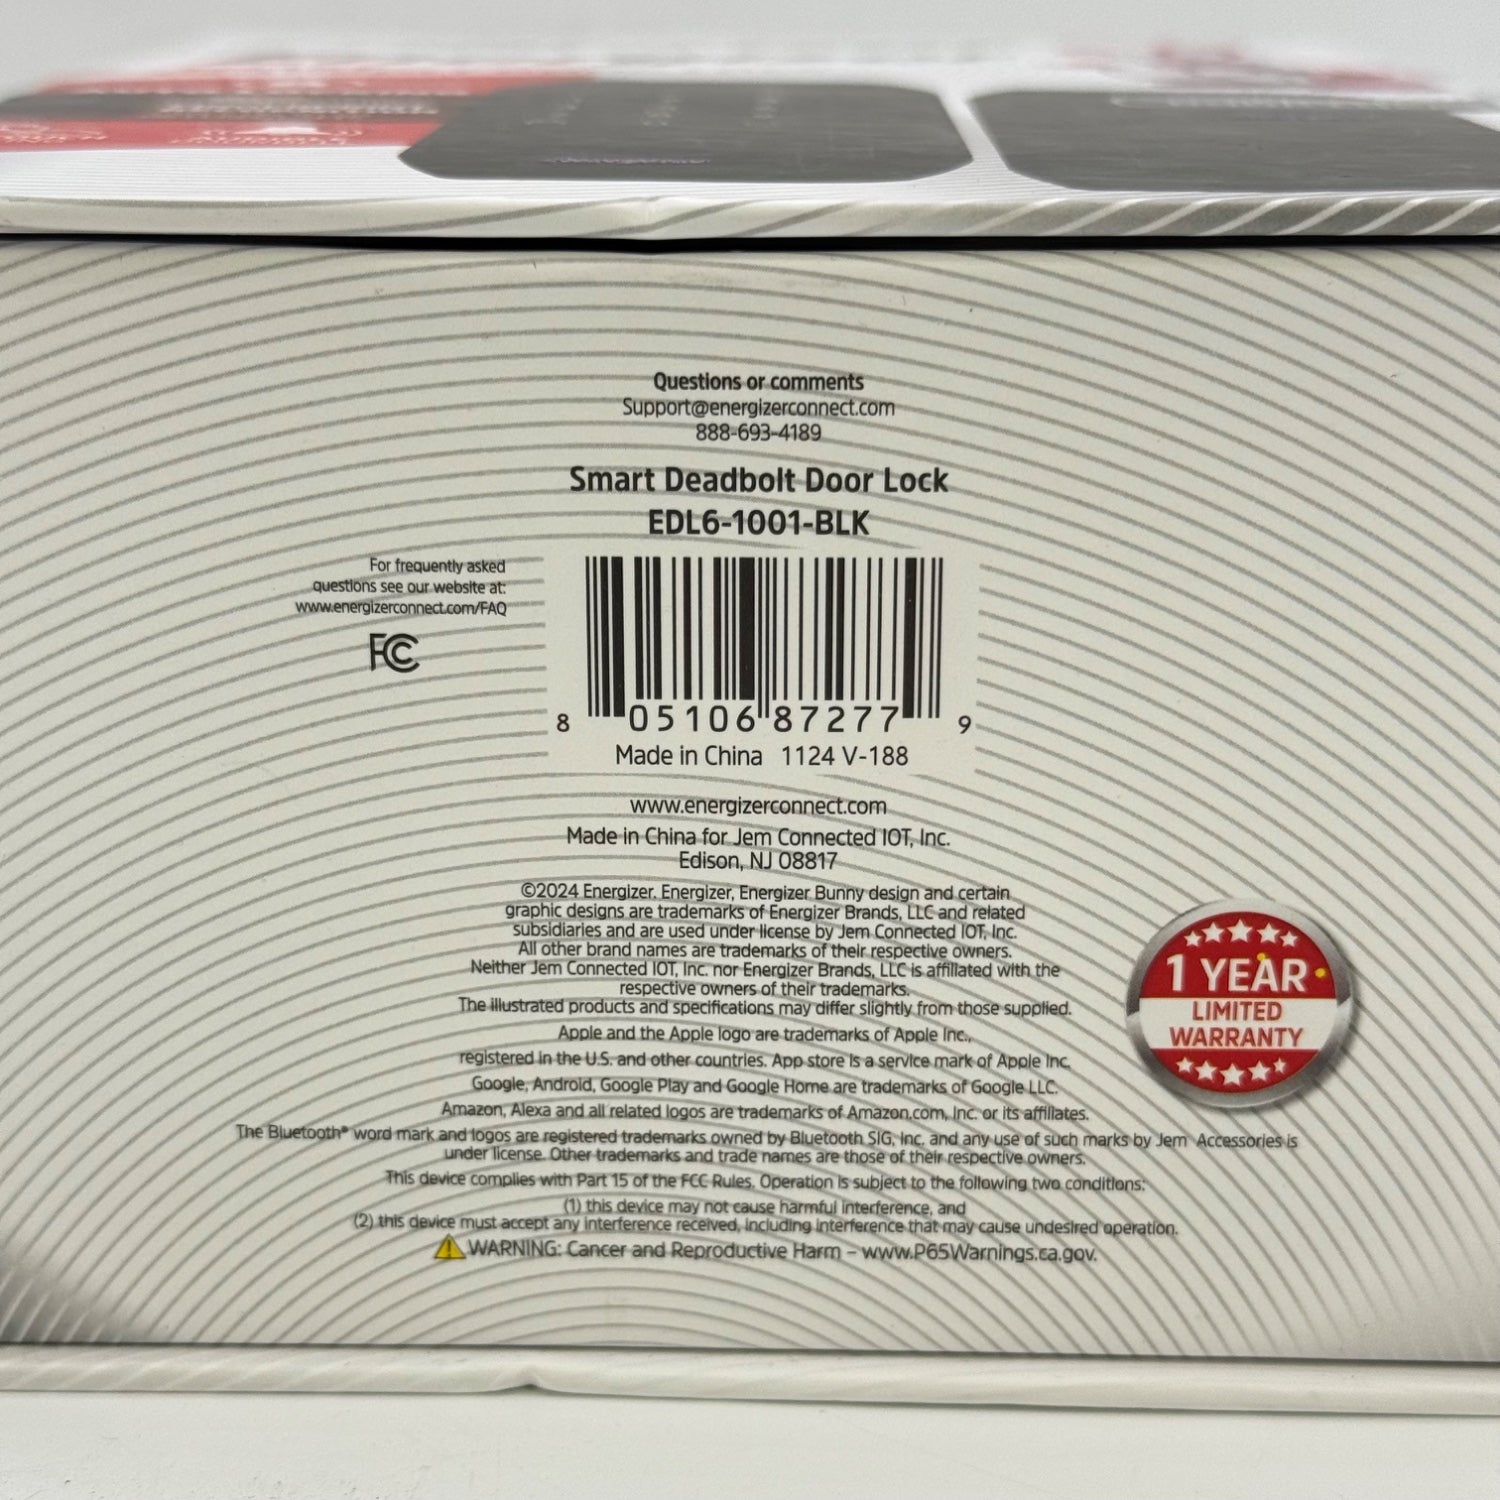 Questions or comments
Support@energizerconnect.com
888-693-4189
Smart Deadbolt Door Lock
EDL6-1001-BLK
For frequently asked
questions see our website at:
www.energizerconnect.com/FAQ
FC
8 05106 87277 9
Made in China 1124 V-188
www.energizerconnect.com
Made in China for Jem Connected IOT, Inc.
Edison, NJ 08817
©2024 Energizer. Energizer, Energizer Bunny design and certain
graphic designs are trademarks of Energizer Brands, LLC and related
subsidiaries and are used under license by Jem Connected IOT, Inc.
All other brand names are trademarks of their respective owners.
Neither Jem Connected IOT, Inc. nor Energizer Brands, LLC is affiliated with the
respective owners of their trademarks.
The illustrated products and specifications may differ slightly from those supplied.
Apple and the Apple logo are trademarks of Apple Inc.,
registered in the U.S. and other countries. App store is a service mark of Apple Inc.
Google, Android, Google Play and Google Home are trademarks of Google LLC.
Amazon, Alexa and all related logos are trademarks of Amazon.com, Inc. or its affiliates.
The Bluetooth® word mark and logos are registered trademarks owned by Bluetooth SIG, Inc. and any use of such marks by Jem Accessories is
under license. Other trademarks and trade names are those of their respective owners.
This device complies with Part 15 of the FCC Rules. Operation is subject to the following two conditions:
(1) this device may not cause harmful interference, and
(2) this device must accept any interference received, including interference that may cause undesired operation.
WARNING: Cancer and Reproductive Harm – www.P65Warnings.ca.gov.
1 YEAR
LIMITED
WARRANTY